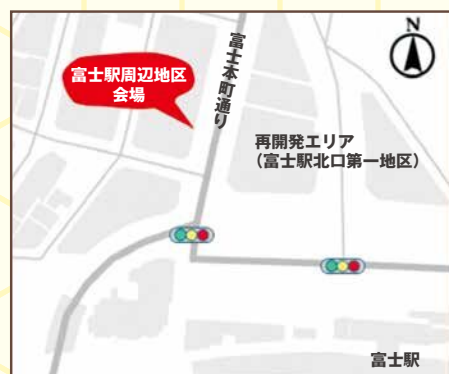 N
富士本町通り
富士駅周辺地区
会場
再開発エリア
（富士駅北口第一地区）
富士駅